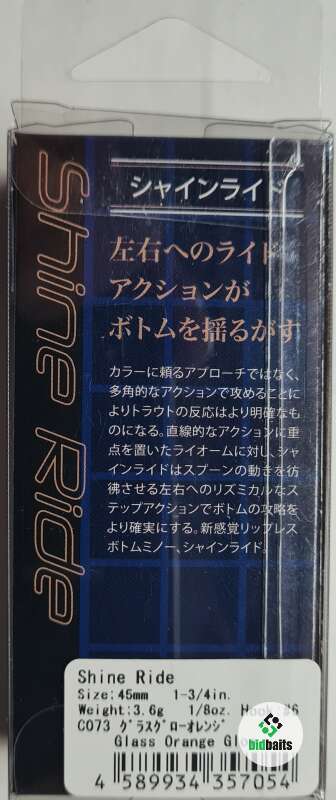 Shine Ride
シャインライド
左右へのライド
アクションが
ボトムを揺るがす
カラーに頼るアプローチではなく、
多角的なアクションで攻めることに
よりトラウトの反応はより明確なも
のになる。直線的なアクションに重
点を置いたライオームに対し、シャ
インライドはスプーンの動きを彷
彿させる左右へのリズミカルなス
テップアクションでボトムの攻略を
より確実にする。新感覚リップレス
ボトムミノー、シャインライド。
Shine Ride
Size:45mm 1-3/4in.
Weight:3.6g 1/8oz. Hook #6
C073 グラスグローオレンジ
Glass Orange Glow
bidbaits
4 589934 357054